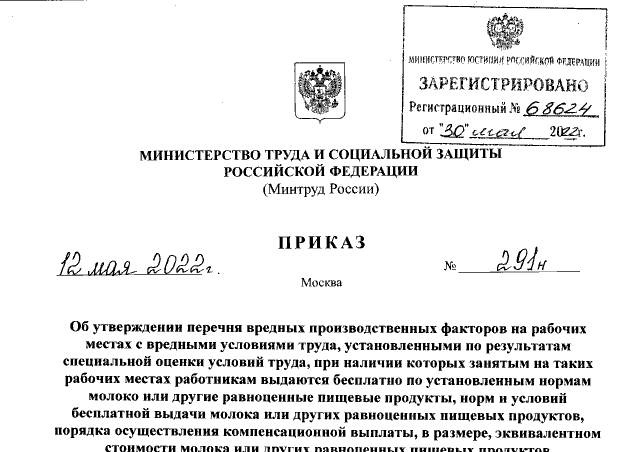 МИНИСТЕРСТВО ЮСТИЦИИ РОССИЙСКОЙ ФЕДЕРАЦИИ
ЗАРЕГИСТРИРОВАНО
Регистрационный № 68624
от "30" мая 2022г.
МИНИСТЕРСТВО ТРУДА И СОЦИАЛЬНОЙ ЗАЩИТЫ
РОССИЙСКОЙ ФЕДЕРАЦИИ
(Минтруд России)
ПРИКАЗ
12 мая 2022г. № 291н
Москва
Об утверждении перечня вредных производственных факторов на рабочих
местах с вредными условиями труда, установленными по результатам
специальной оценки условий труда, при наличии которых занятым на таких
рабочих местах работникам выдаются бесплатно по установленным нормам
молоко или другие равноценные пищевые продукты, норм и условий
бесплатной выдачи молока или других равноценных пищевых продуктов,
порядка осуществления компенсационной выплаты, в размере, эквивалентном
стоимости молока или других равноценных пищевых продуктов